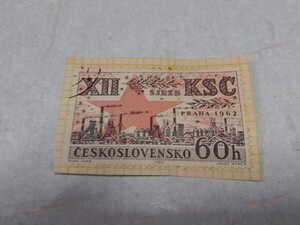 XII SJEZD KSČ
PRAHA 1962
ČESKOSLOVENSKO 60h